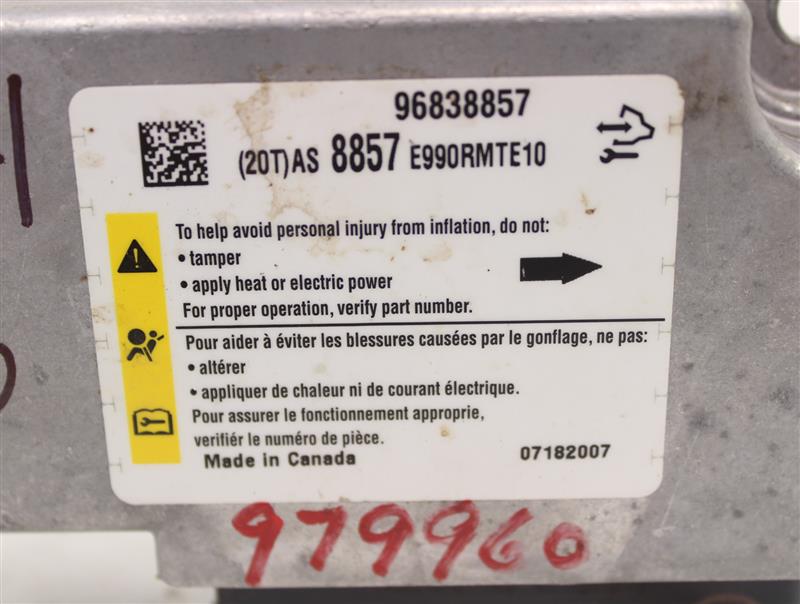 96838857
(20T)AS 8857 E990RMTE10
To help avoid personal injury from inflation, do not:
• tamper
• apply heat or electric power
For proper operation, verify part number.
Pour aider à éviter les blessures causées par le gonflage, ne pas:
• altérer
• appliquer de chaleur ni de courant électrique.
Pour assurer le fonctionnement approprie,
verifiér le numéro de pièce.
Made in Canada 07182007
979960